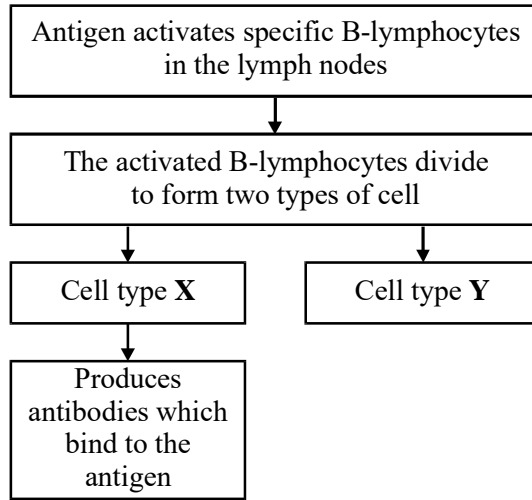 Antigen activates specific B-lymphocytes
in the lymph nodes
The activated B-lymphocytes divide
to form two types of cell
Cell type X
Cell type Y
Produces
antibodies which
bind to the
antigen